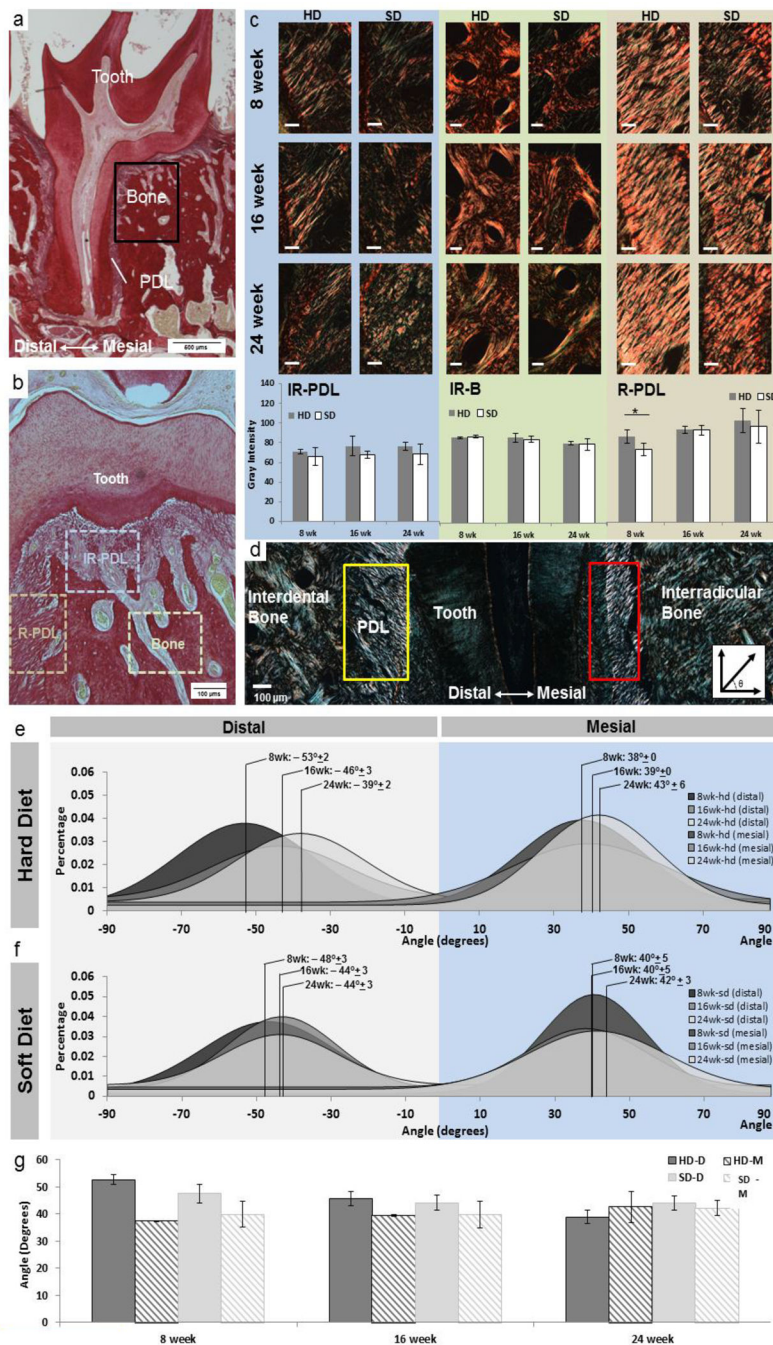 a
Tooth
Bone
PDL
Distal Mesial
500 µms
b
Tooth
IR-PDL
R-PDL
Bone
100 µms
c
HD SD HD SD HD SD
8 week
16 week
24 week
IR-PDL IR-B R-PDL
HD SD HD SD HD SD
*
Gray Intensity
140
120
100
80
60
40
20
0
8 wk 16 wk 24 wk 8 wk 16 wk 24 wk 8 wk 16 wk 24 wk
d
Interdental Bone
PDL
Tooth
Interradicular Bone
100 µm
Distal Mesial
θ
e
Distal Mesial
Hard Diet
8wk: – 53º±2
16wk: – 46º±3
24wk: – 39º±2
8wk: 38º±0
16wk: 39º±0
24wk: 43º± 6
Percentage
0.06
0.05
0.04
0.03
0.02
0.01
0
-90 -70 -50 -30 -10 10 30 50 70 90
Angle (degrees) Angle (degrees)
8wk-hd (distal)
16wk-hd (distal)
24wk-hd (distal)
8wk-hd (mesial)
16wk-hd (mesial)
24wk-hd (mesial)
f
Soft Diet
8wk: – 48º±3
16wk: – 44º±3
24wk: – 44º±3
8wk: 40º±5
16wk: 40º±5
24wk: 42º ± 3
Percentage
0.06
0.05
0.04
0.03
0.02
0.01
0
-90 -70 -50 -30 -10 10 30 50 70 90
Angle (degrees) Angle
8wk-sd (distal)
16wk-sd (distal)
24wk-sd (distal)
8wk-sd (mesial)
16wk-sd (mesial)
24wk-sd (mesial)
g
HD-D HD-M
SD-D SD - M
Angle (Degrees)
60
50
40
30
20
10
0
8 week 16 week 24 week